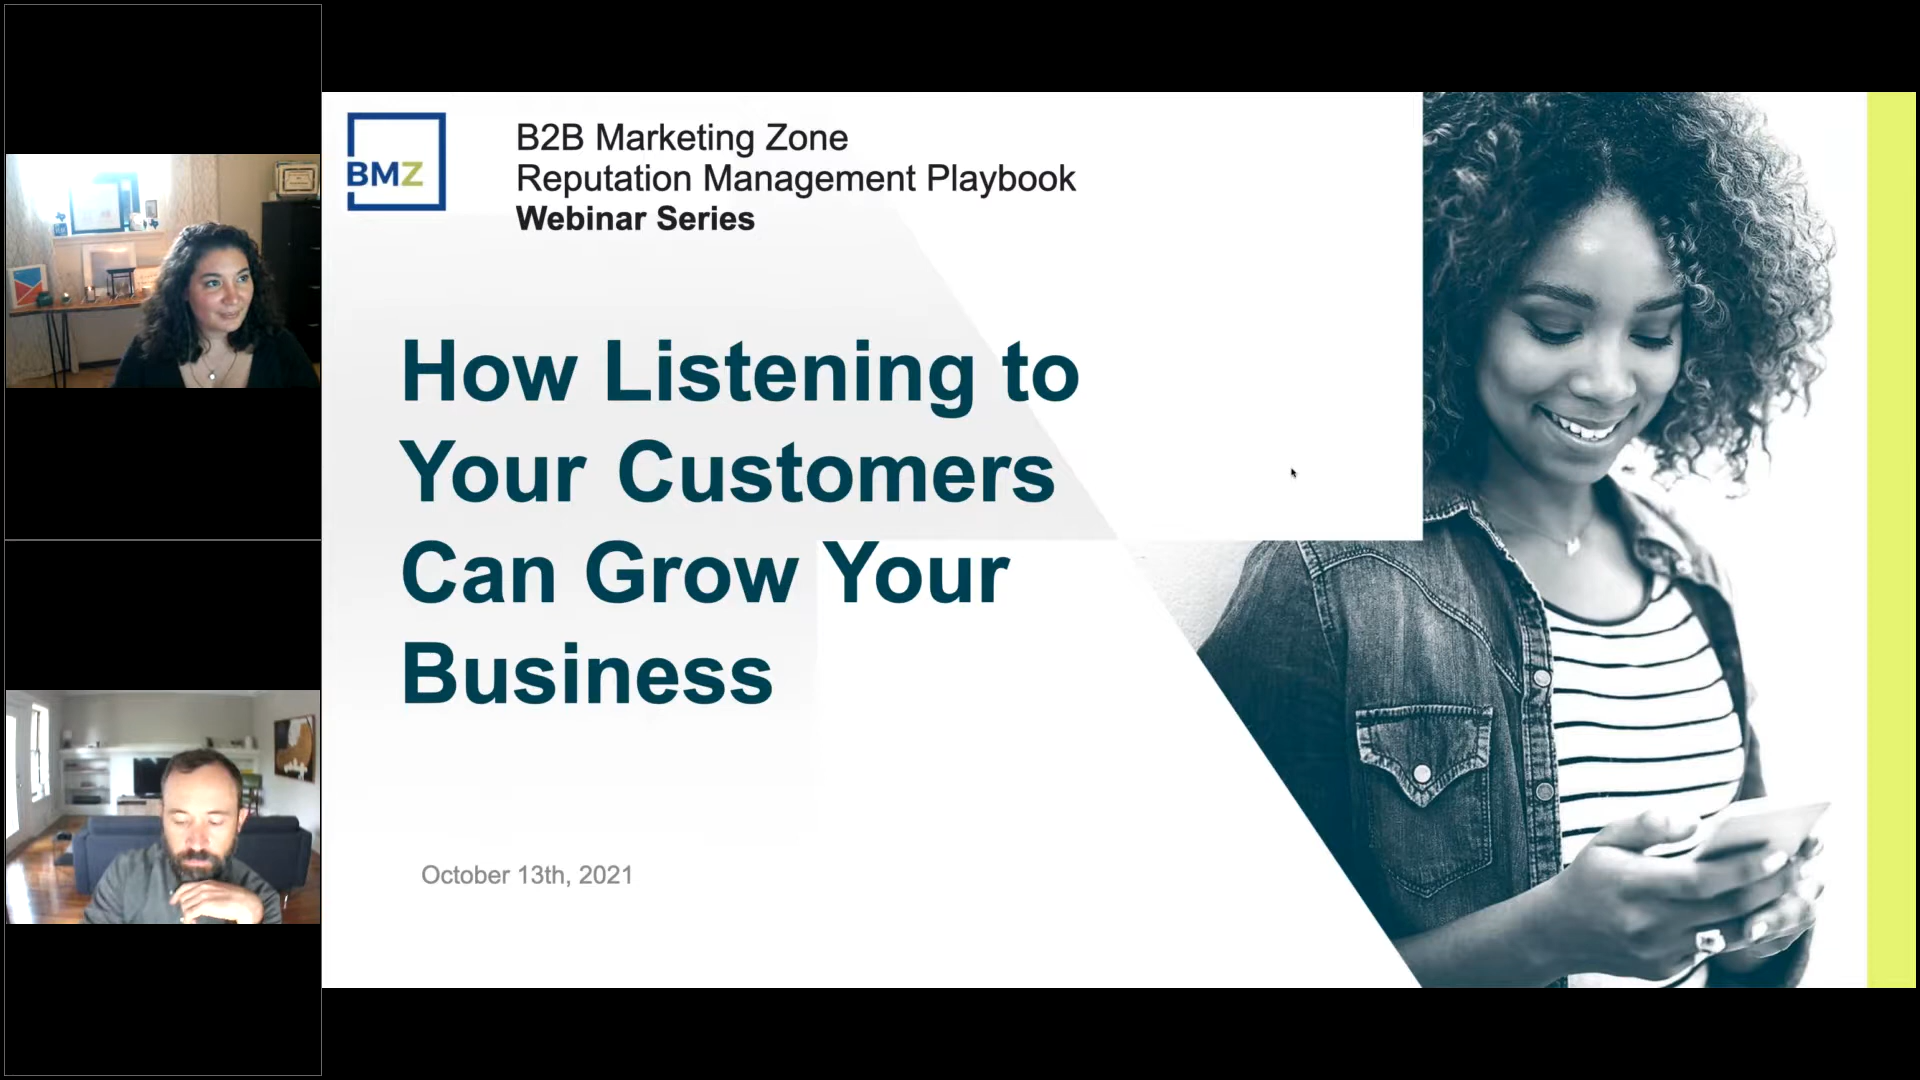 BMZ
B2B Marketing Zone
Reputation Management Playbook
Webinar Series
How Listening to
Your Customers
Can Grow Your
Business
October 13th, 2021